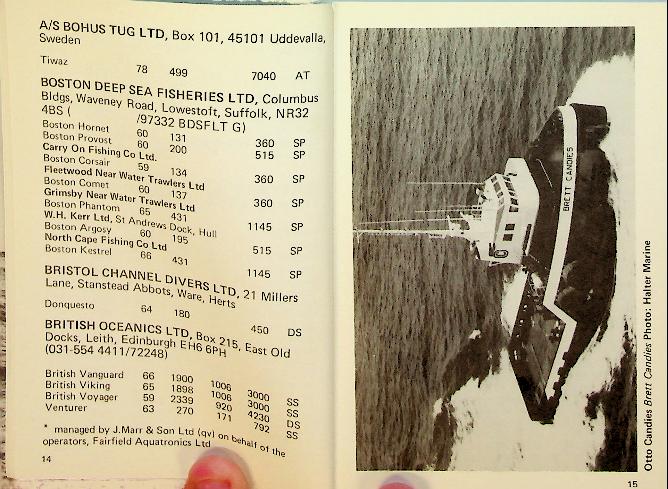 A/S BOHUS TUG LTD, Box 101, 45101 Uddevalla,
Sweden
Tiwaz 78 499 7040 AT
BOSTON DEEP SEA FISHERIES LTD, Columbus
Bldgs, Waveney Road, Lowestoft, Suffolk, NR32
4BS ( /97332 BDSFLT G)
Boston Hornet 60 131 360 SP
Boston Provost 60 200 515 SP
Carry On Fishing Co Ltd.
Boston Corsair 59 134 360 SP
Fleetwood Near Water Trawlers Ltd
Boston Comet 60 137 360 SP
Grimsby Near Water Trawlers Ltd
Boston Phantom 65 431 1145 SP
W.H. Kerr Ltd, St Andrews Dock, Hull
Boston Argosy 60 195 515 SP
North Cape Fishing Co Ltd
Boston Kestrel 66 431 1145 SP
BRISTOL CHANNEL DIVERS LTD, 21 Millers
Lane, Stanstead Abbots, Ware, Herts
Donquesto 64 180 450 DS
BRITISH OCEANICS LTD, Box 215, East Old
Docks, Leith, Edinburgh EH6 6PH
(031-554 4411/72248)
British Vanguard 66 1900 1006 3000 SS
British Viking 65 1898 1006 3000 SS
British Voyager 59 2339 920 4230 DS
Venturer 63 270 171 792 SS
* managed by J.Marr & Son Ltd (qv) on behalf of the
operators, Fairfield Aquatronics Ltd
14
BRETT CANDIES
Otto Candies Brett Candies Photo: Halter Marine
15